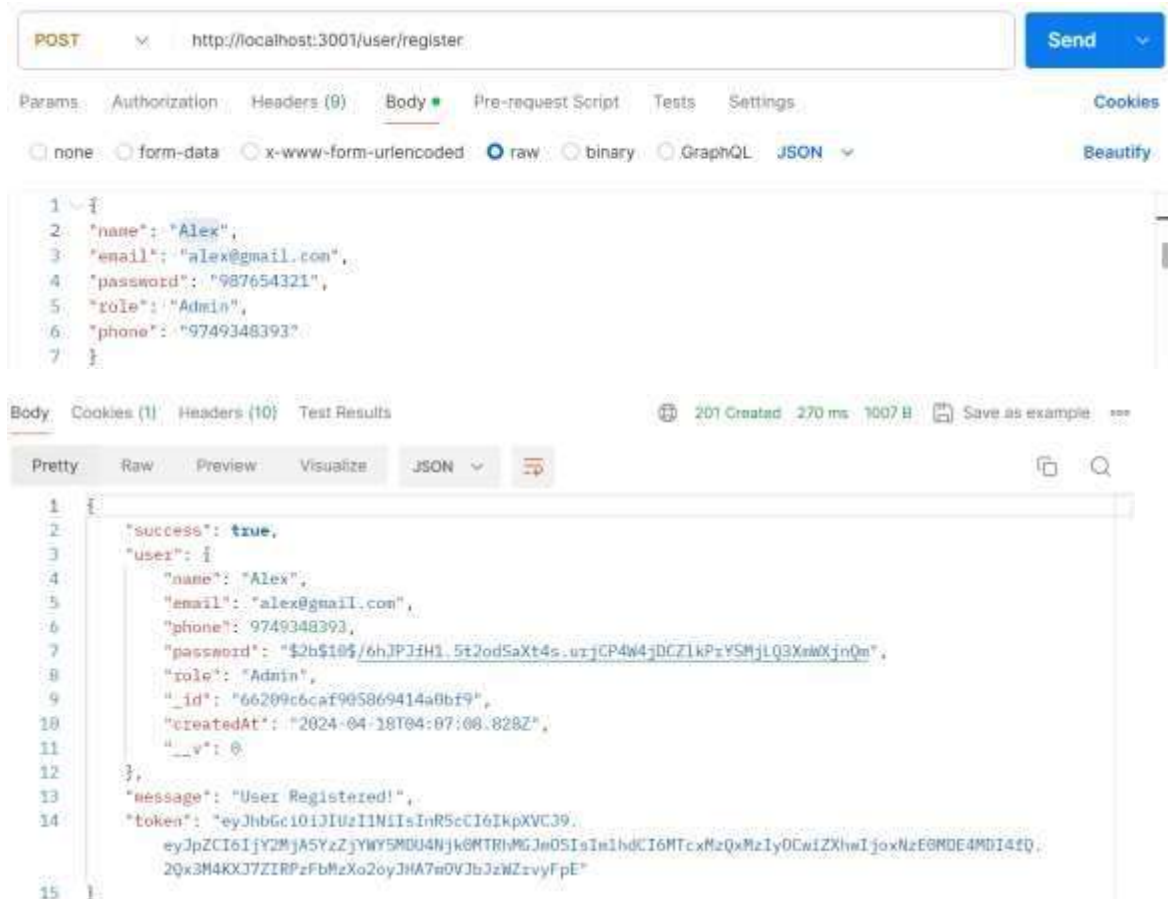 POST http://localhost:3001/user/register Send
Params Authorization Headers (9) Body Pre-request Script Tests Settings Cookies
none form-data x-www-form-urlencoded raw binary GraphQL JSON Beautify
1 {
2 "name": "Alex",
3 "email": "alex@gmail.com",
4 "password": "987654321",
5 "role": "Admin",
6 "phone": "9749348393"
7 }
Body Cookies (1) Headers (10) Test Results 201 Created 270 ms 1007 B Save as example
Pretty Raw Preview Visualize JSON
1 {
2 "success": true,
3 "user": {
4 "name": "Alex",
5 "email": "alex@gmail.com",
6 "phone": 9749348393,
7 "password":
8 "role": "Admin",
9 "_id": "66209c6caf905869414a0bf9",
10 "createdAt": "2024-04-18T04:07:08.828Z",
11 "__v": 0
12 },
13 "message": "User Registered!",
14 "token": "eyJhbGciOiJIUzI1NiIsInR5cCI6IkpXVCJ9.
15 }